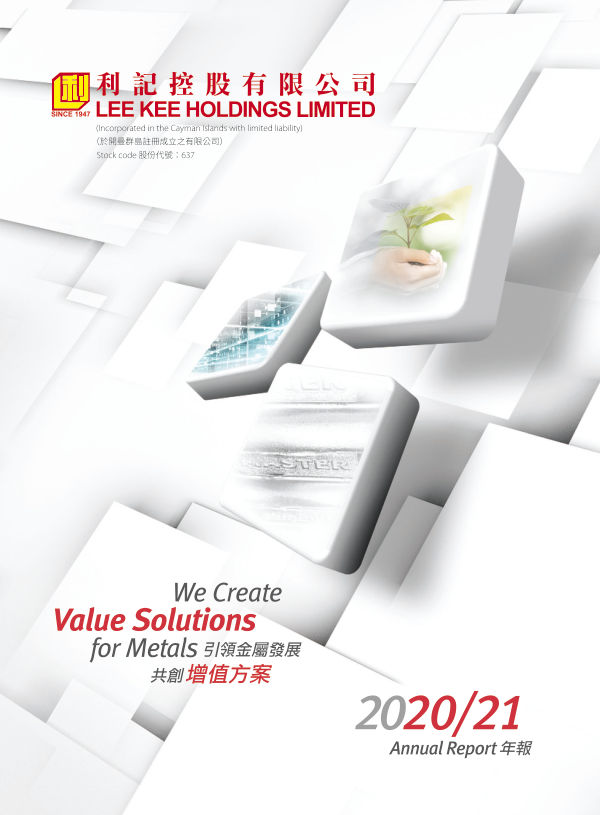 利
利記控股有限公司
SINCE 1947 LEE KEE HOLDINGS LIMITED
(Incorporated in the Cayman Islands with limited liability)
(於開曼群島註冊成立之有限公司)
Stock code 股份代號：637
MASTER
We Create
Value Solutions
for Metals 引領金屬發展
共創增值方案
2020/21
Annual Report 年報